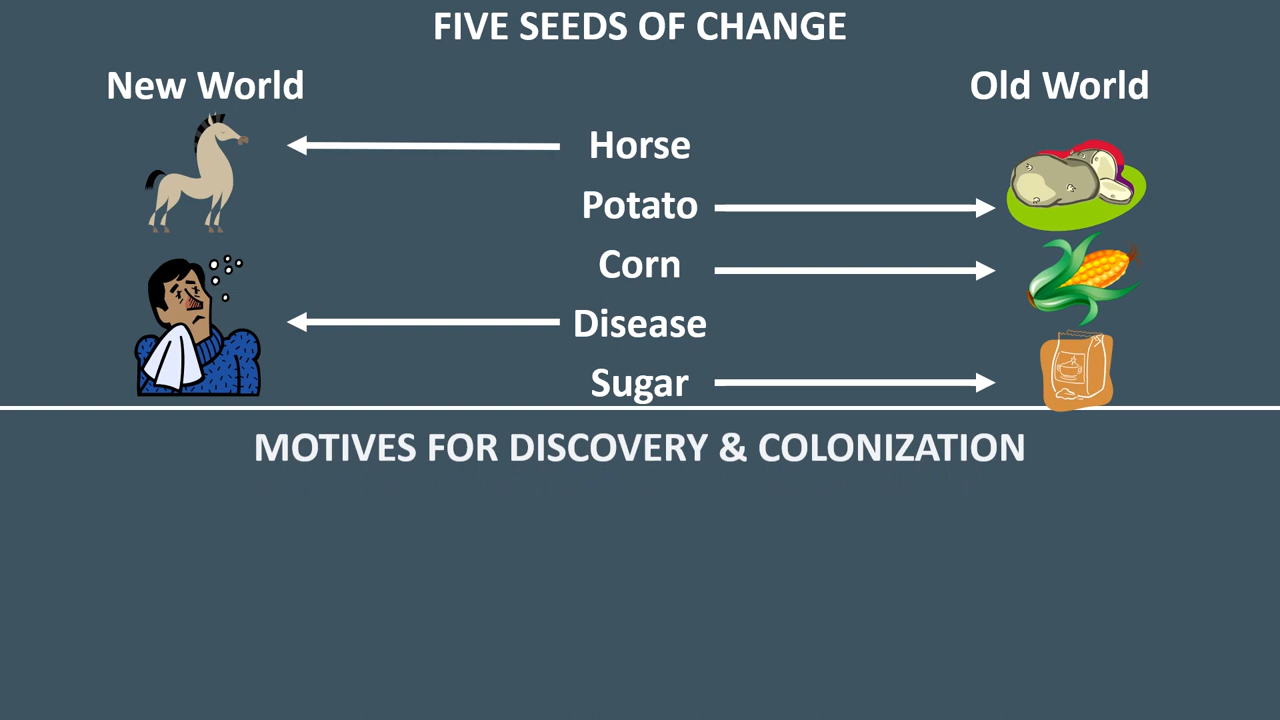 FIVE SEEDS OF CHANGE
New World
Old World
Horse
Potato
Corn
Disease
Sugar
MOTIVES FOR DISCOVERY & COLONIZATION